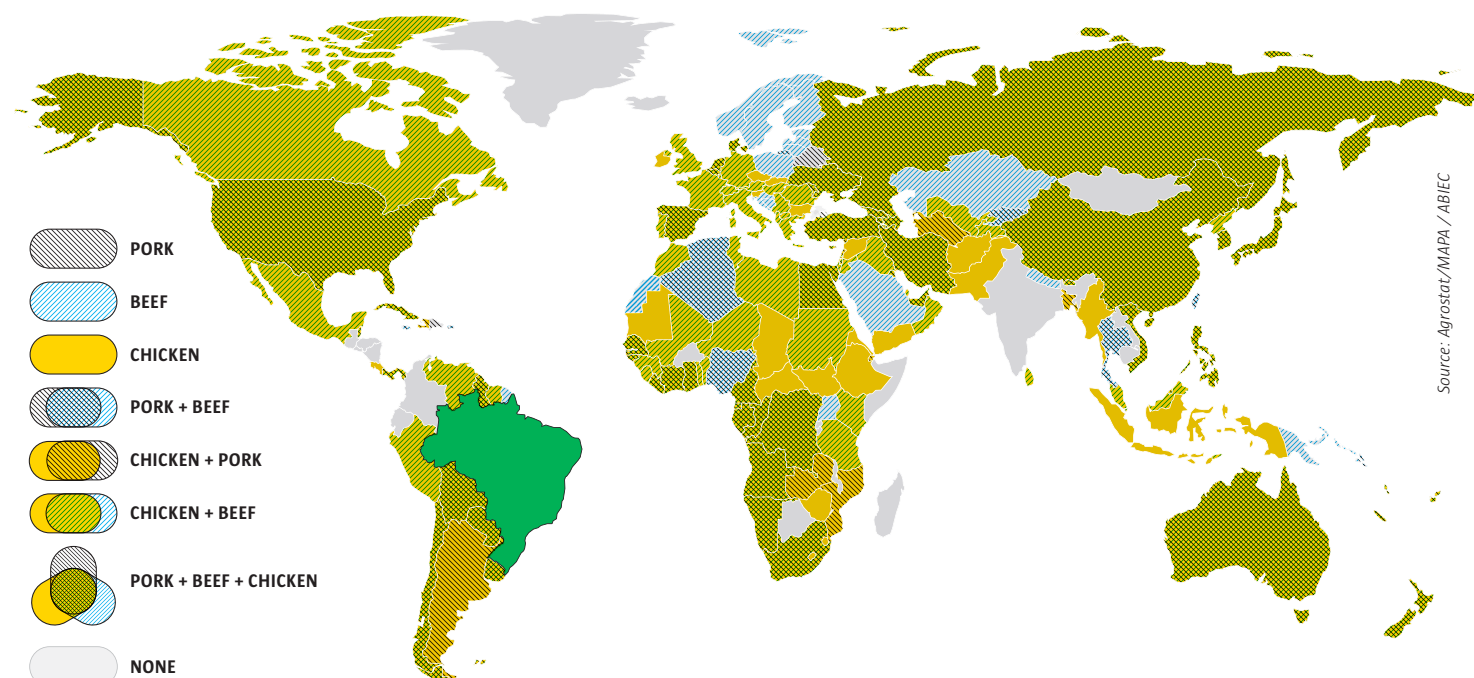 PORK
BEEF
CHICKEN
PORK + BEEF
CHICKEN + PORK
CHICKEN + BEEF
PORK + BEEF + CHICKEN
NONE
Source: Agrostat/MAPA / ABIEC